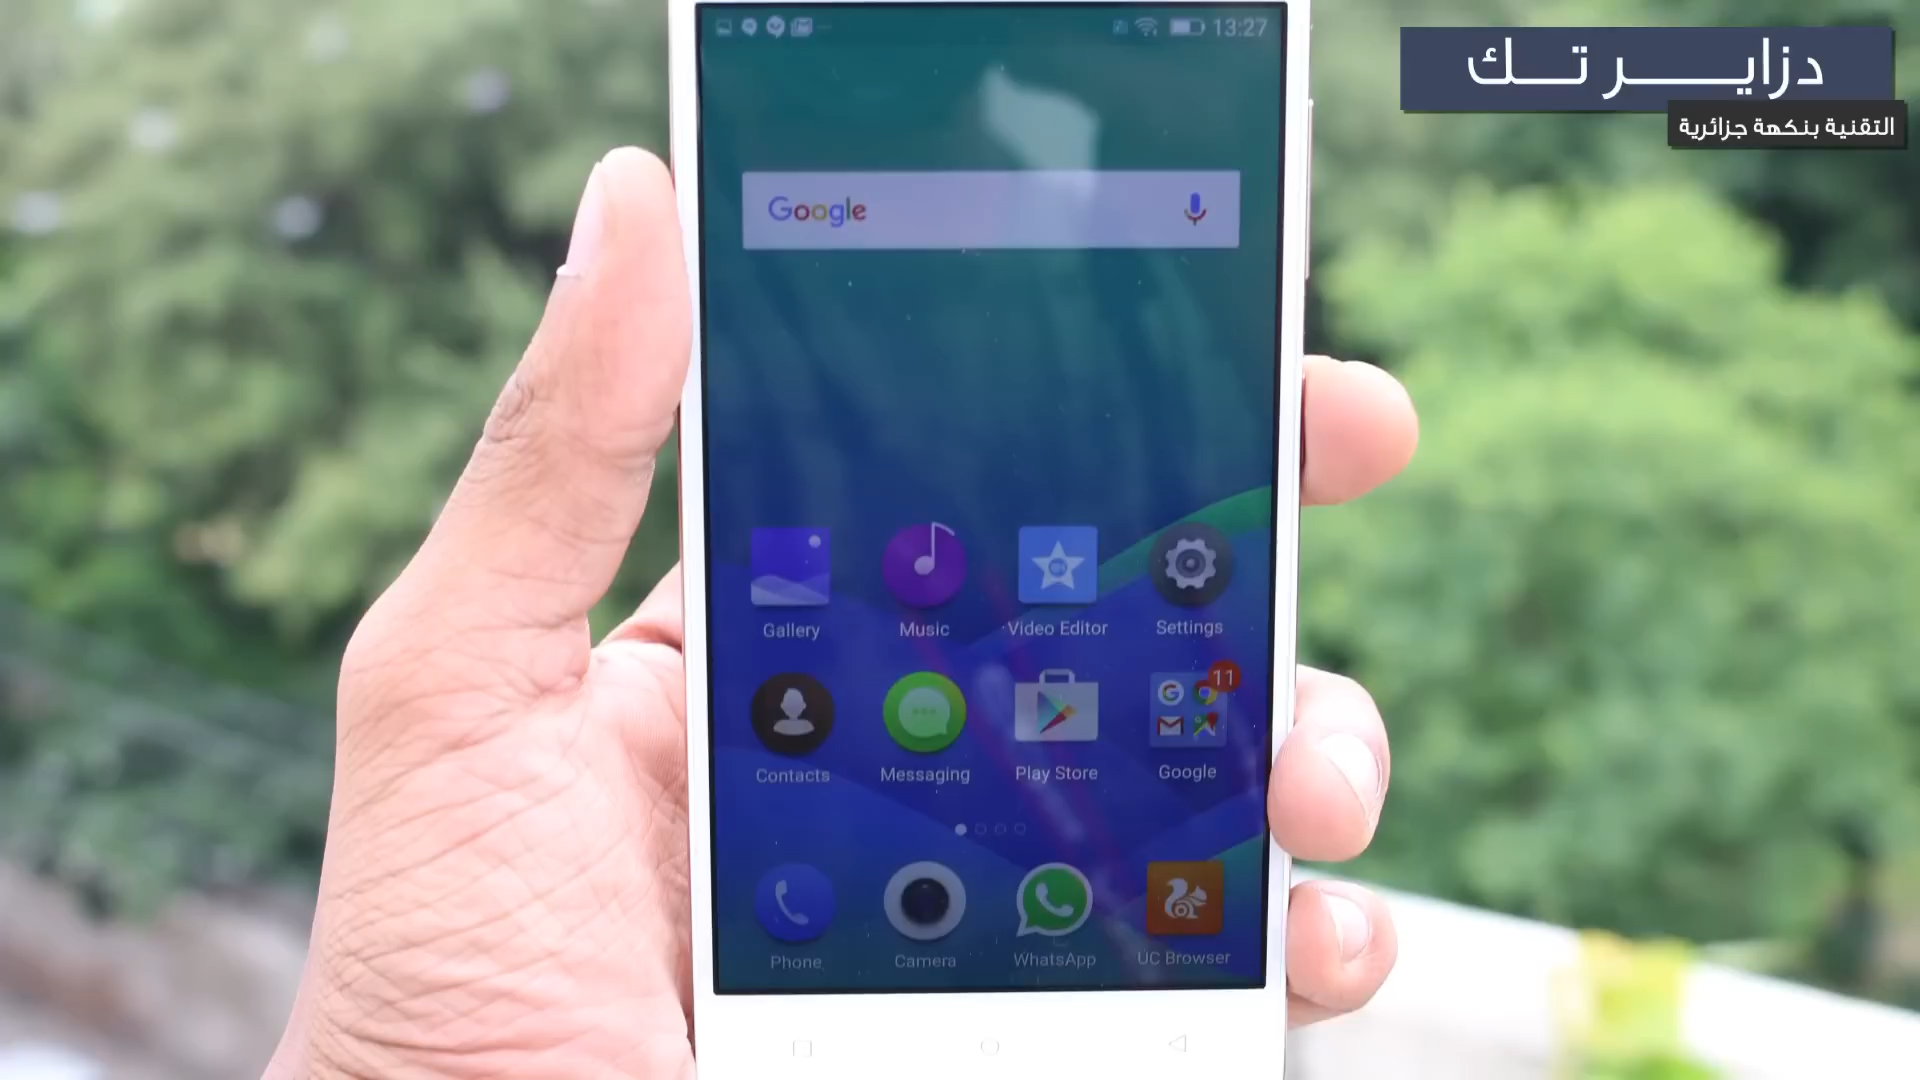 13:27
دزايــــر تــك
التقنية بنكهة جزائرية
Google
Gallery
Music
Video Editor
Settings
11
Contacts
Messaging
Play Store
Google
Phone
Camera
WhatsApp
UC Browser